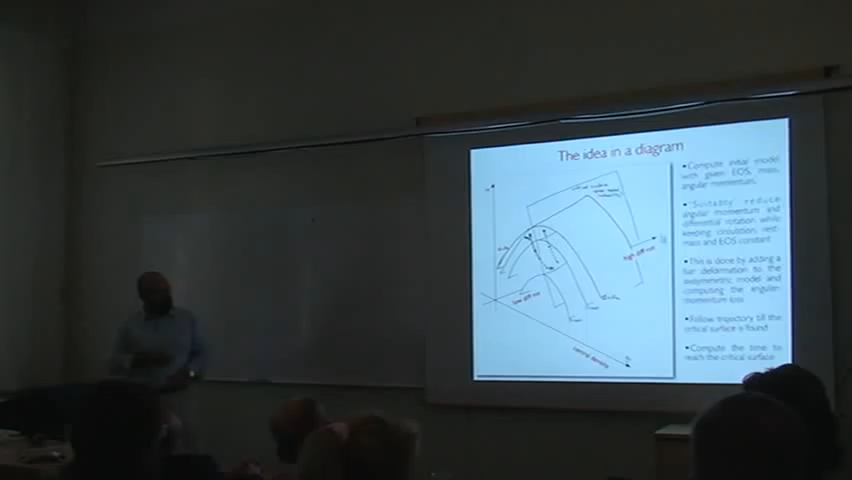 The idea in a diagram
▪Compute initial model
with given EOS, mass,
angular momentum.
▪"Suitably reduce
angular momentum and
differential rotation while
keeping circulation, rest-
mass and EOS constant
▪This is done by adding a
bar deformation to the
axisymmetric model and
computing the angular
momentum loss
▪Follow trajectory till the
critical surface is found
▪Compute the time to
reach the critical surface
high diff rot
low diff rot
central density